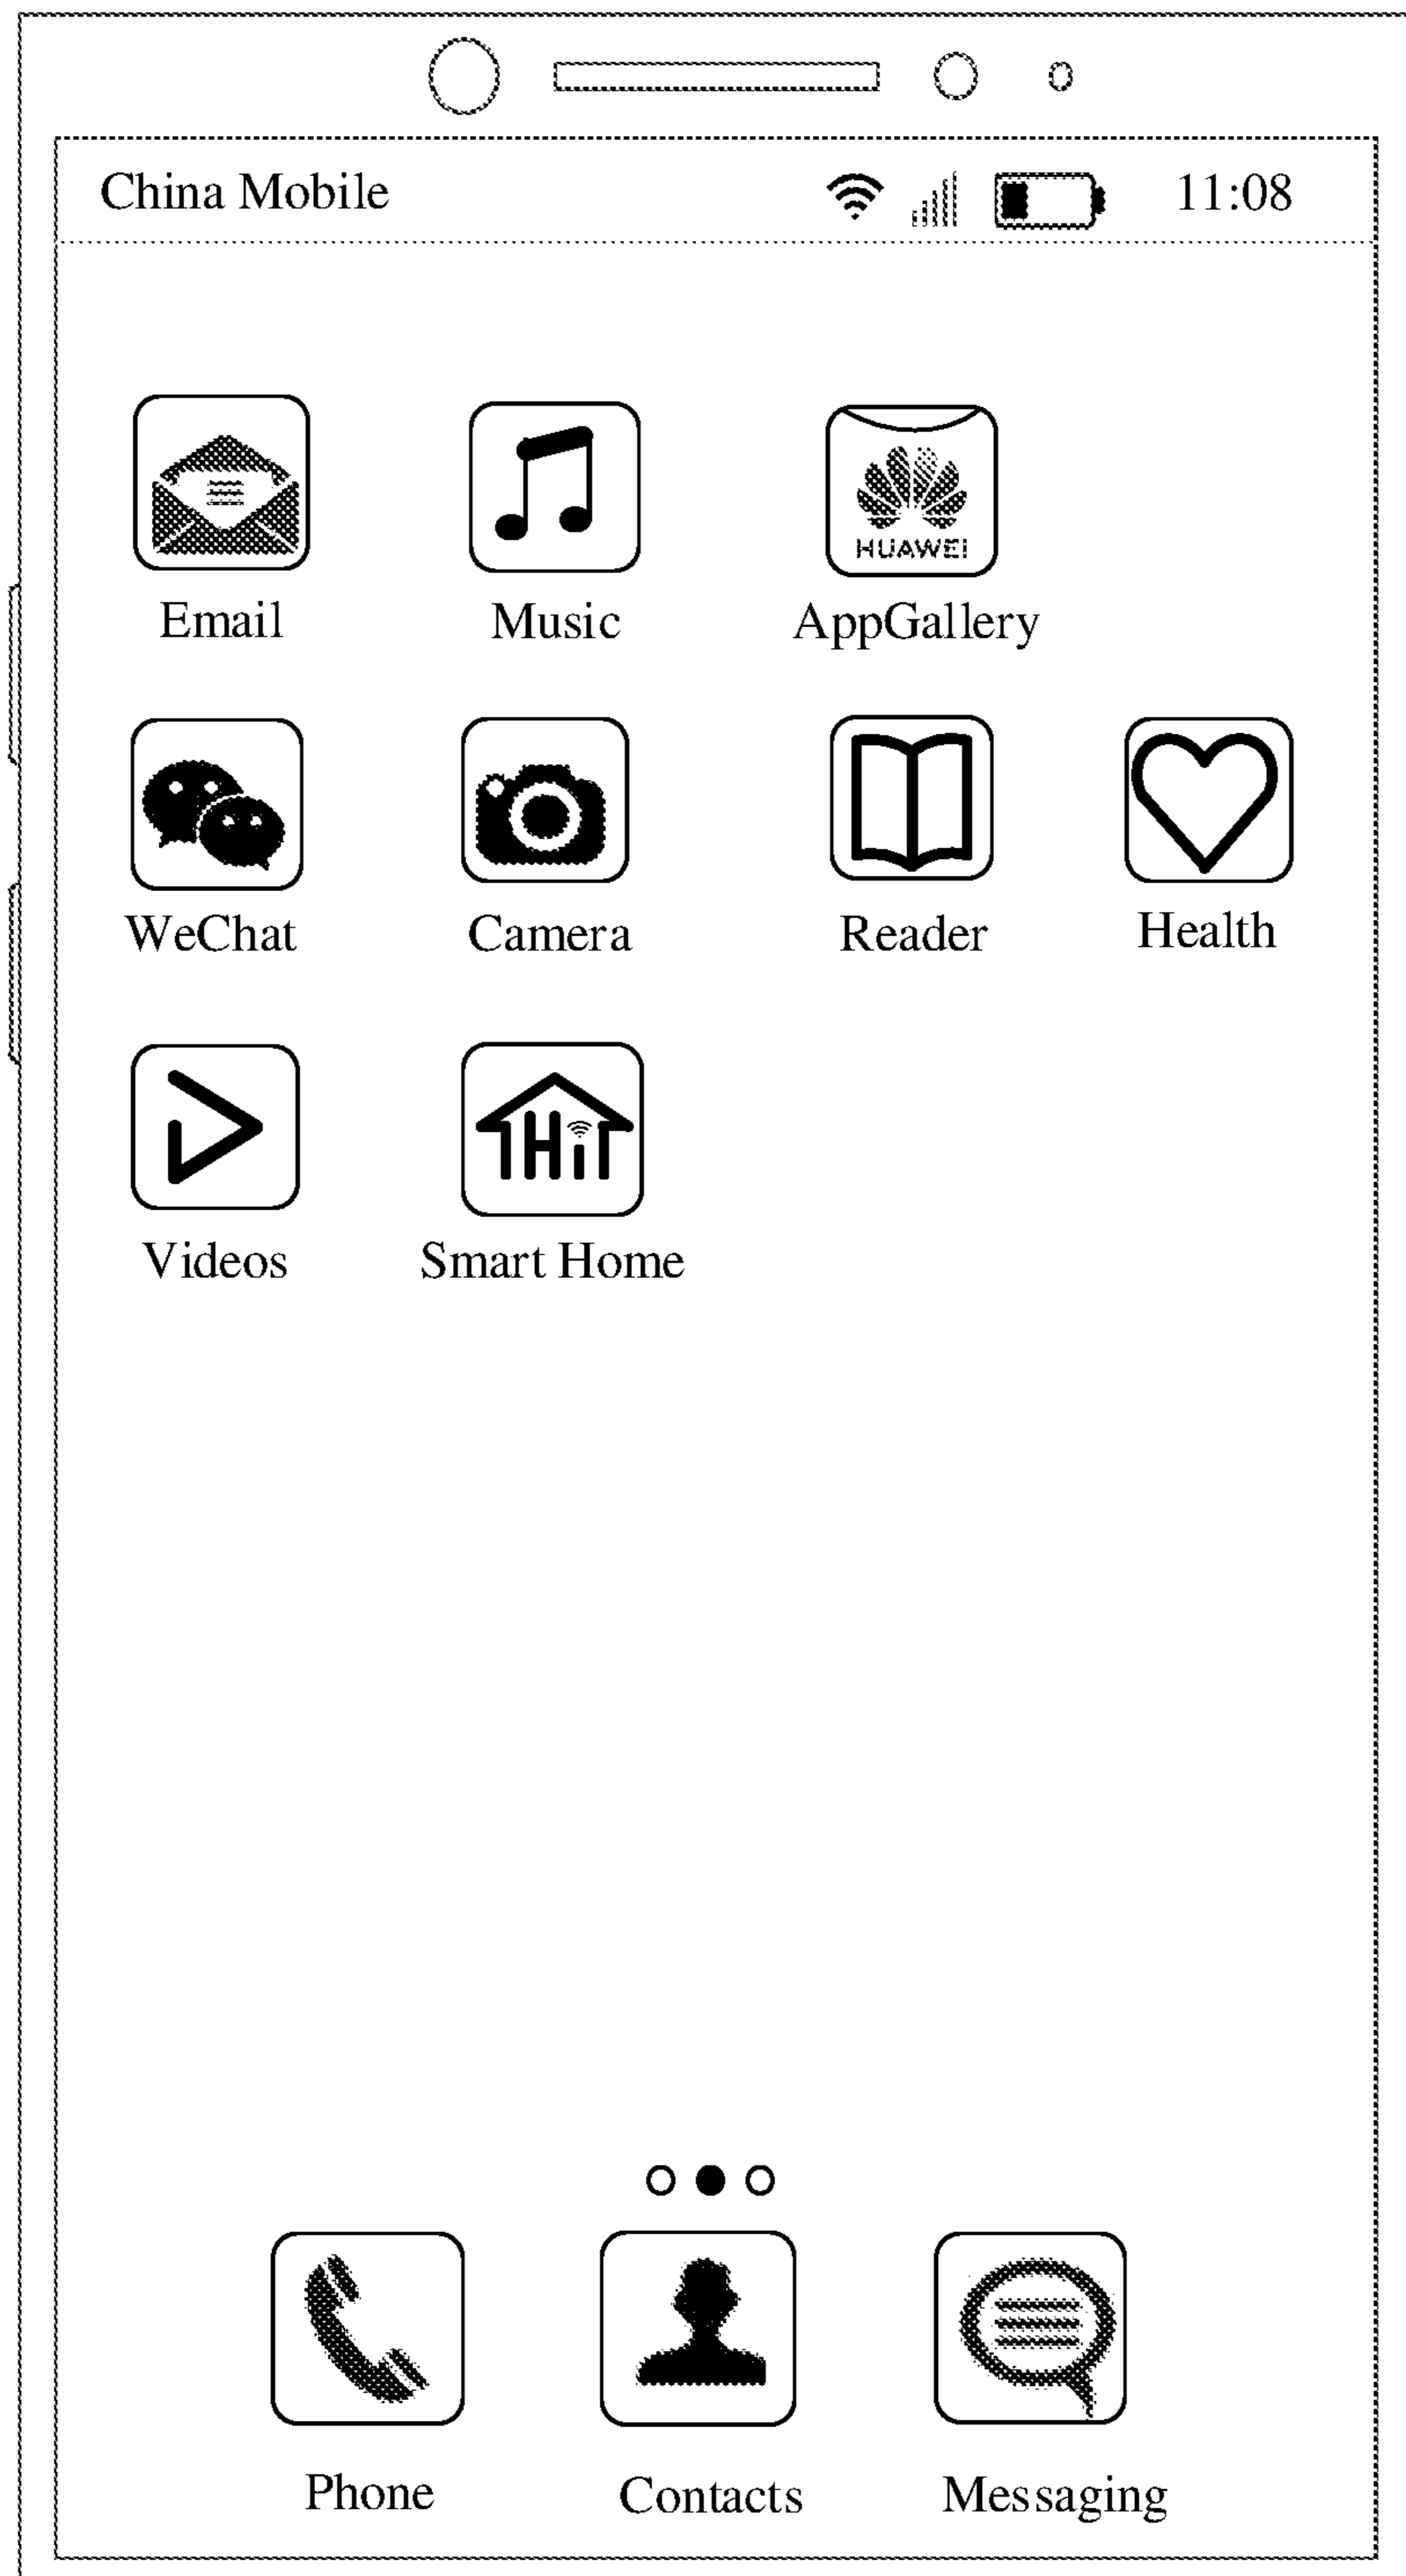 China Mobile 11:08
HUAWEI
Email Music AppGallery
WeChat Camera Reader Health
Hi
Videos Smart Home
Phone Contacts Messaging